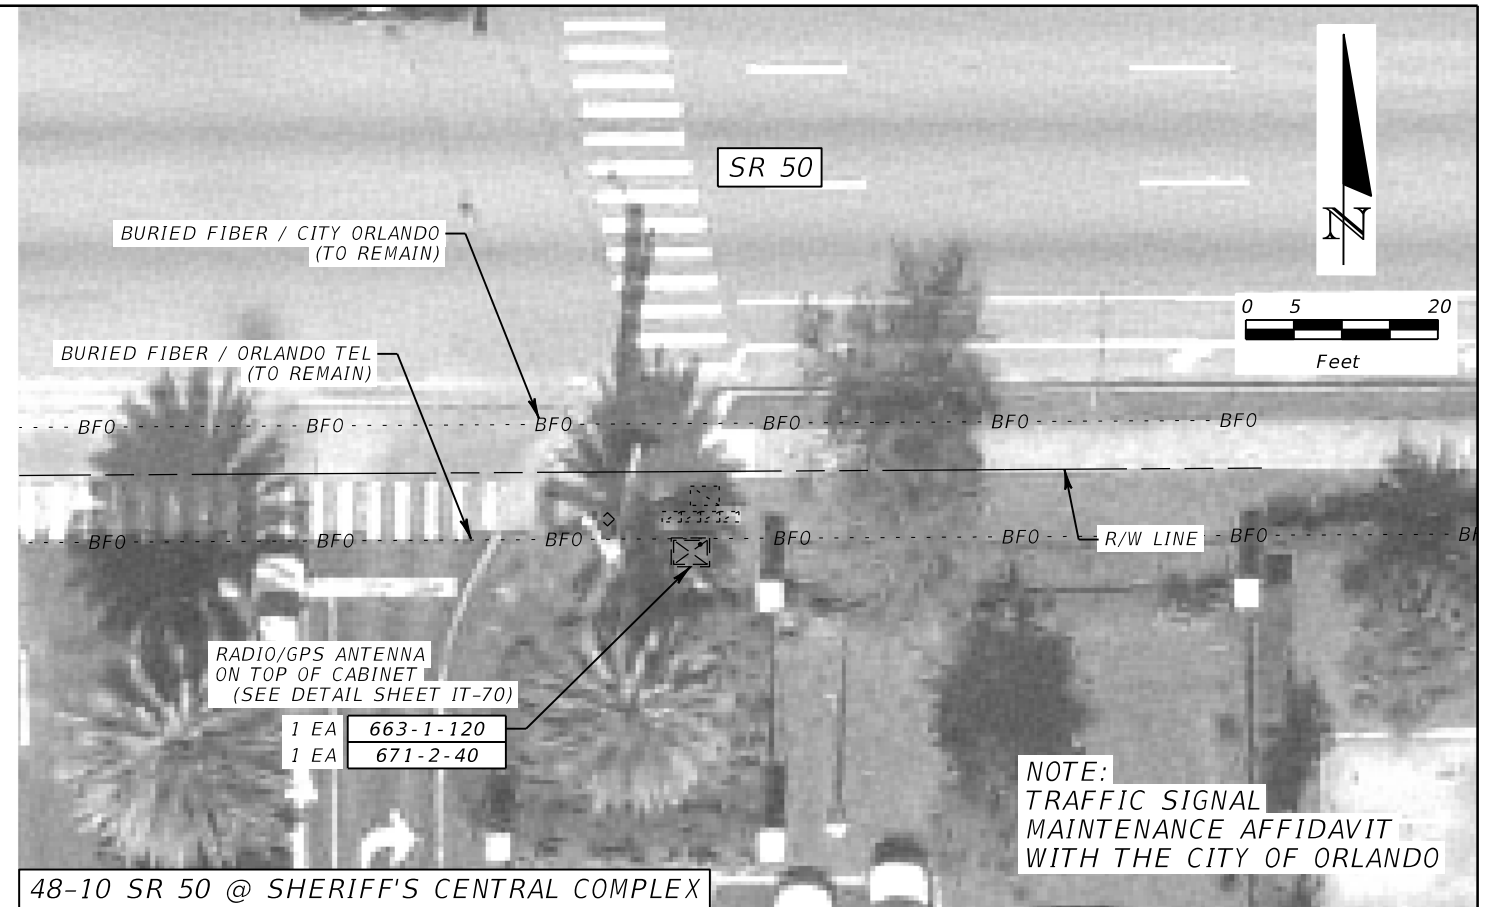 SR 50
N
0 5 20
Feet
BURIED FIBER / CITY ORLANDO
(TO REMAIN)
BURIED FIBER / ORLANDO TEL
(TO REMAIN)
BFO BFO BFO BFO BFO BFO
BFO BFO BFO BFO BFO BFO
R/W LINE
RADIO/GPS ANTENNA
ON TOP OF CABINET
(SEE DETAIL SHEET IT-70)
1 EA 663-1-120
1 EA 671-2-40
NOTE:
TRAFFIC SIGNAL
MAINTENANCE AFFIDAVIT
WITH THE CITY OF ORLANDO
48-10 SR 50 @ SHERIFF'S CENTRAL COMPLEX